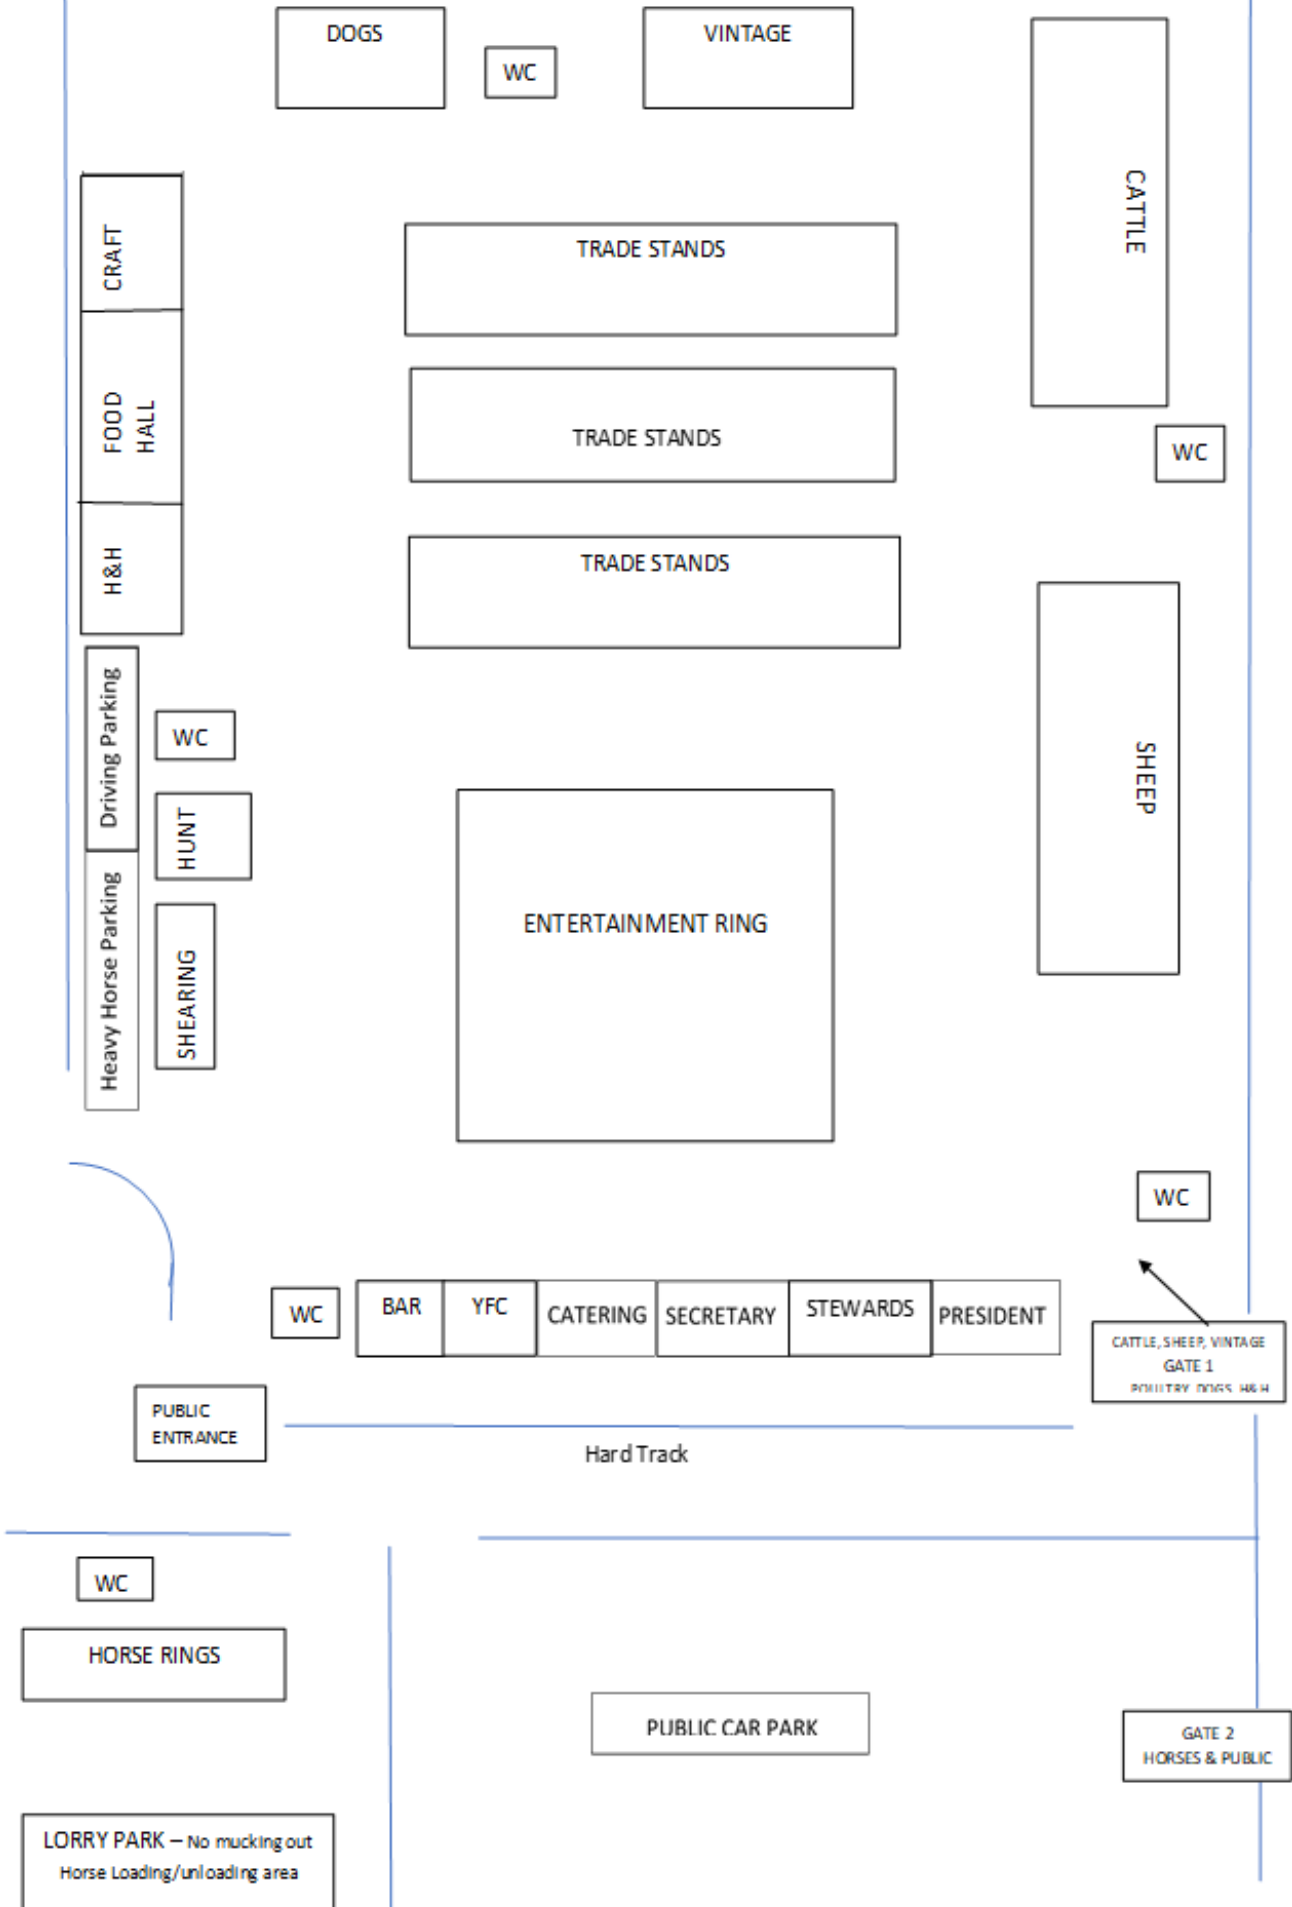 DOGS
VINTAGE
WC
CATTLE
CRAFT
TRADE STANDS
FOOD
HALL
TRADE STANDS
WC
H&H
TRADE STANDS
Driving Parking
WC
SHEEP
HUNT
Heavy Horse Parking
SHEARING
ENTERTAINMENT RING
WC
WC
BAR
YFC
CATERING
SECRETARY
STEWARDS
PRESIDENT
CATTLE, SHEEP, VINTAGE
GATE 1
POULTRY, DOGS, H&H
PUBLIC
ENTRANCE
Hard Track
WC
HORSE RINGS
PUBLIC CAR PARK
GATE 2
HORSES & PUBLIC
LORRY PARK – No mucking out
Horse Loading/unloading area